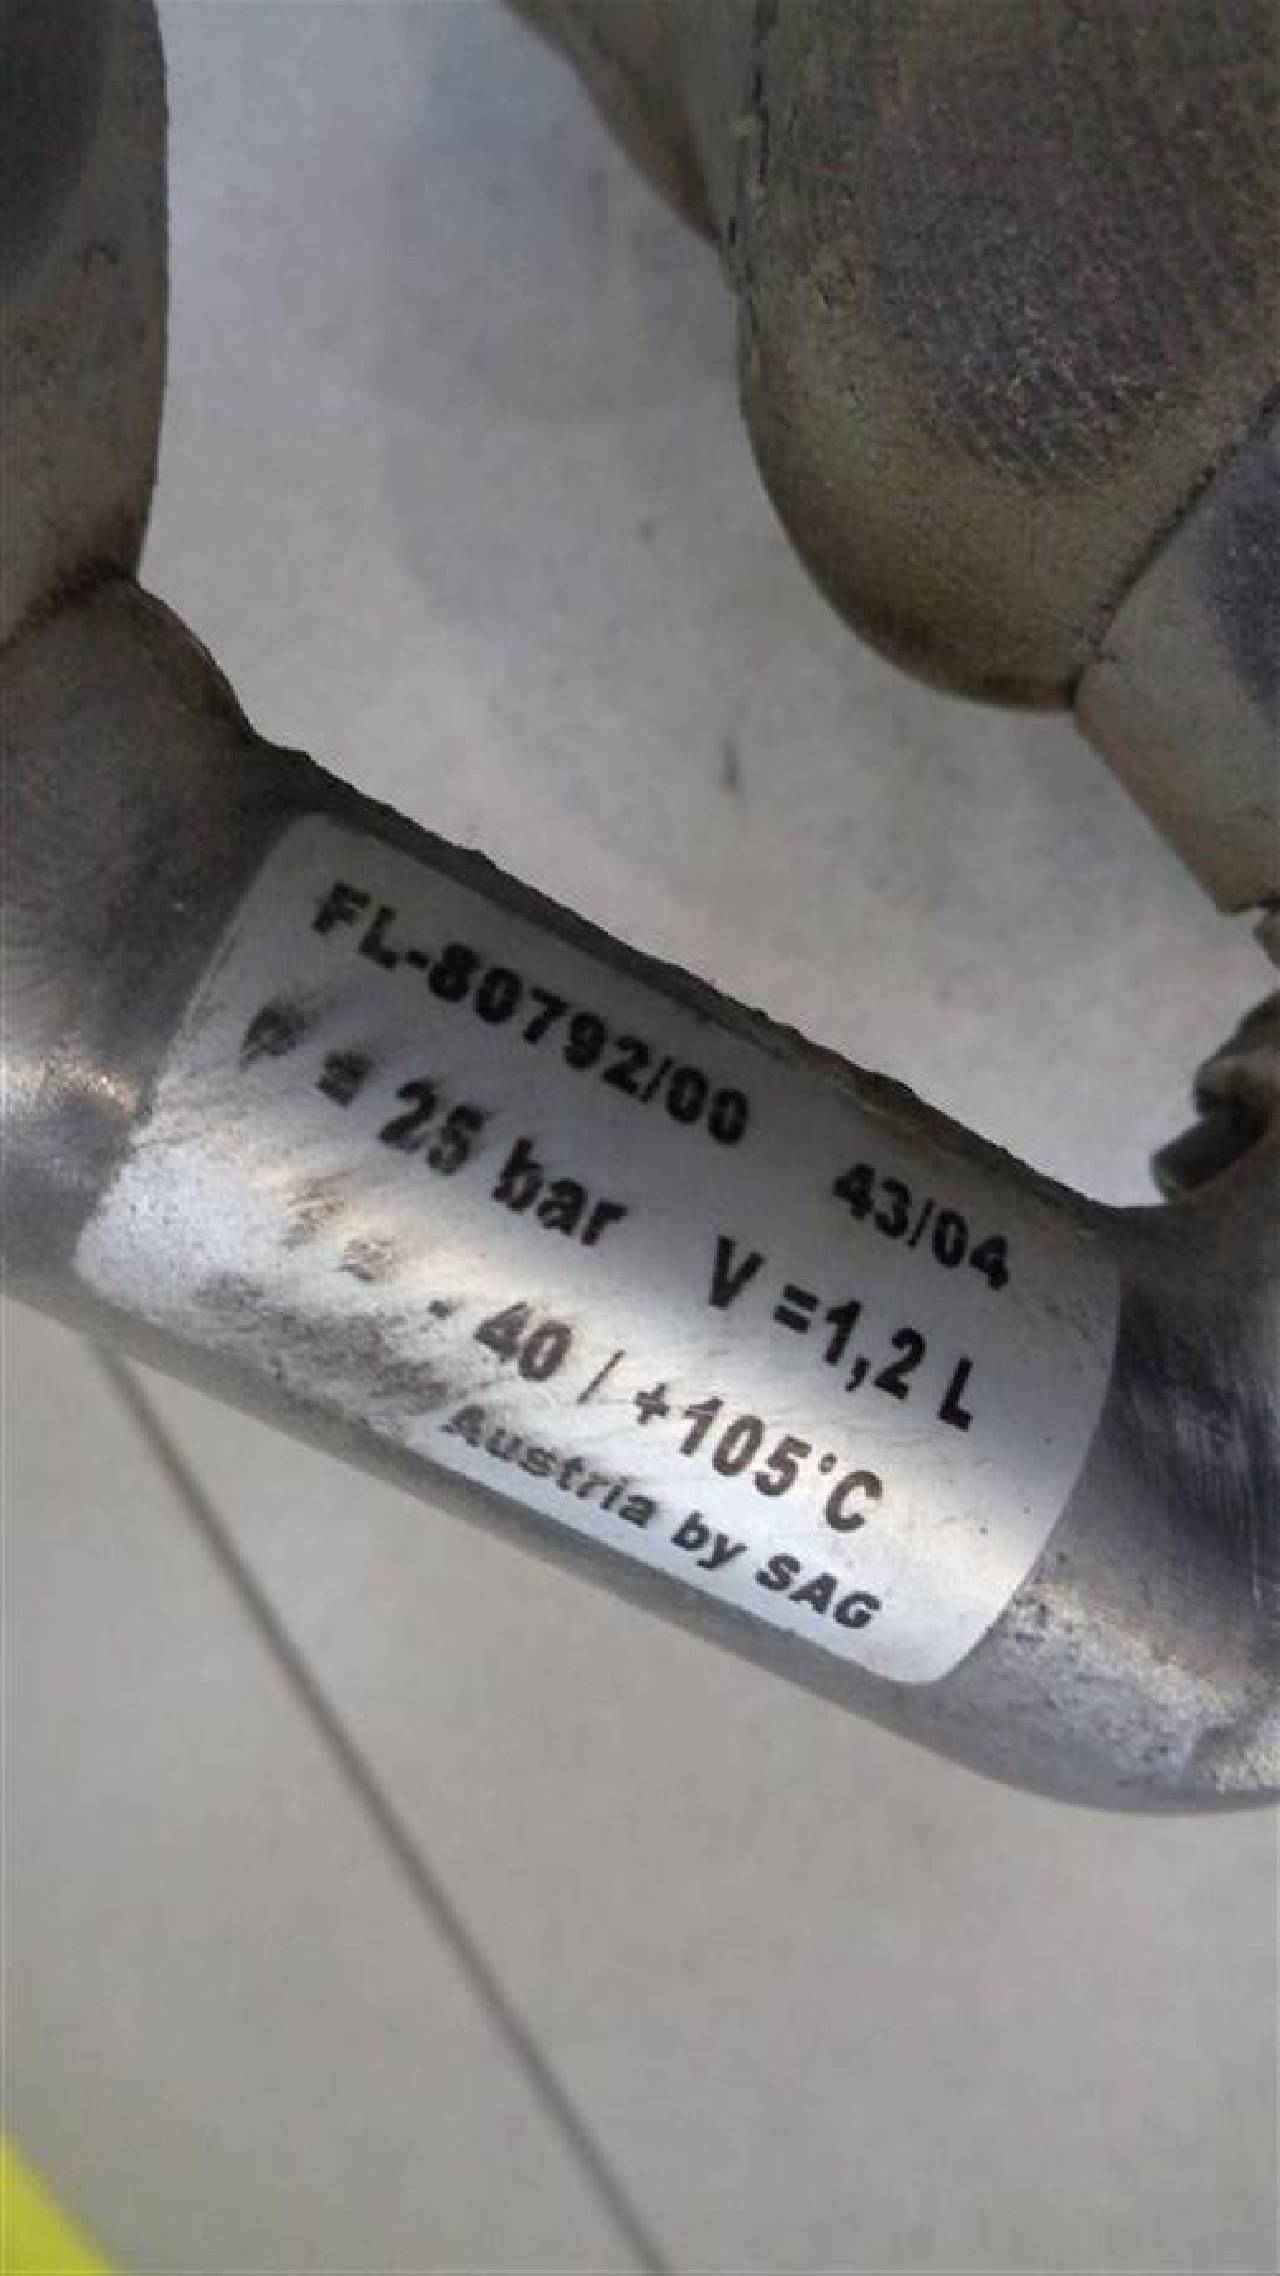 FL-80792/00 43/04
P = 25 bar V =1,2 L
- 40 / +105°C
Austria by SAG